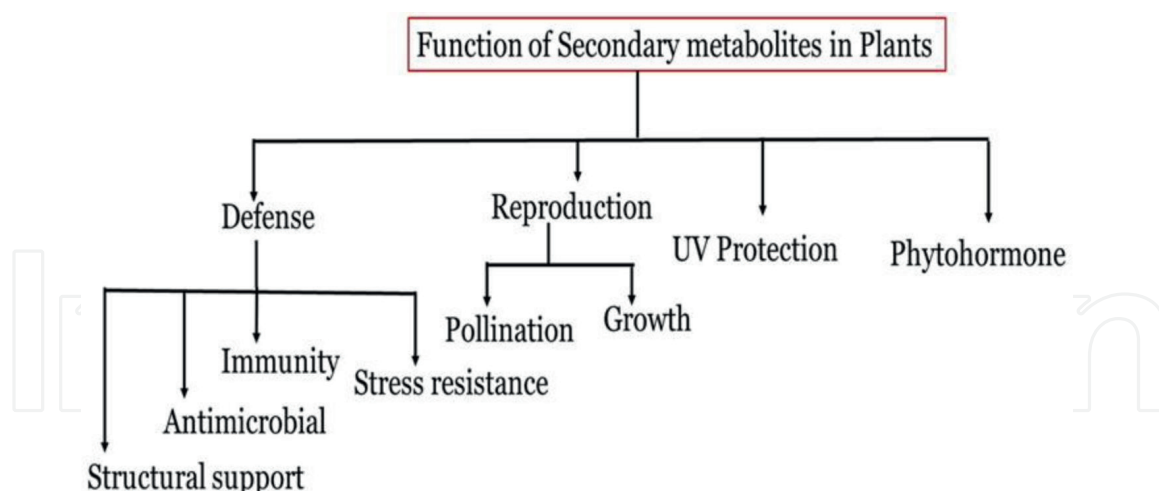 Function of Secondary metabolites in Plants
Defense
Reproduction
UV Protection
Phytohormone
Pollination
Growth
Immunity
Stress resistance
Antimicrobial
Structural support